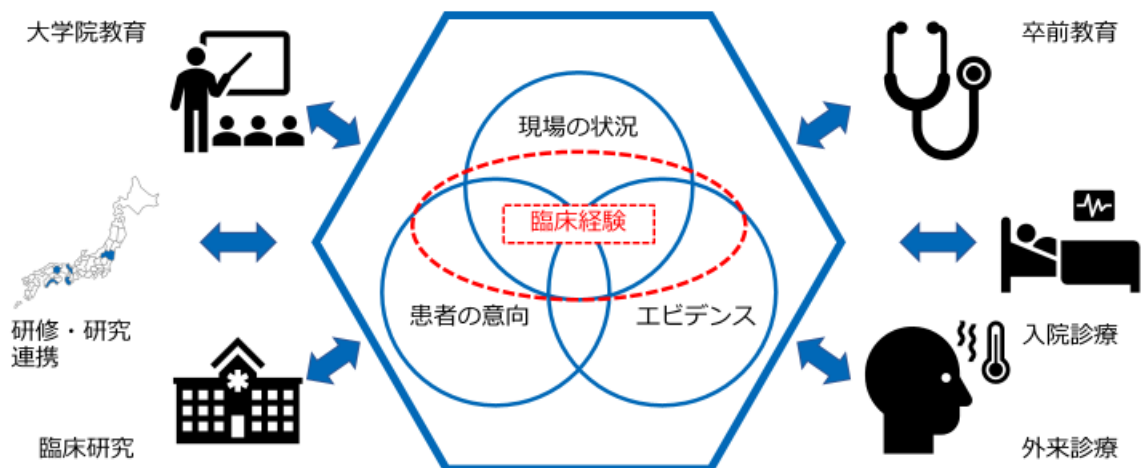 大学院教育
卒前教育
現場の状況
臨床経験
患者の意向
エビデンス
研修・研究
連携
入院診療
臨床研究
外来診療